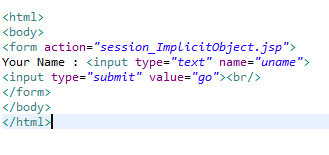 <html>
<body>
<form action="session_ImplicitObject.jsp">
Your Name : <input type="text" name="uname">
<input type="submit" value="go"><br/>
</form>
</body>
</html>